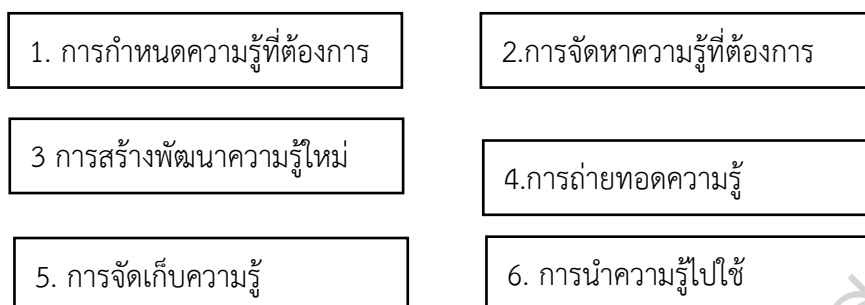 1. การกำหนดความรู้ที่ต้องการ
2.การจัดหาความรู้ที่ต้องการ
3 การสร้างพัฒนาความรู้ใหม่
4.การถ่ายทอดความรู้
5. การจัดเก็บความรู้
6. การนำความรู้ไปใช้